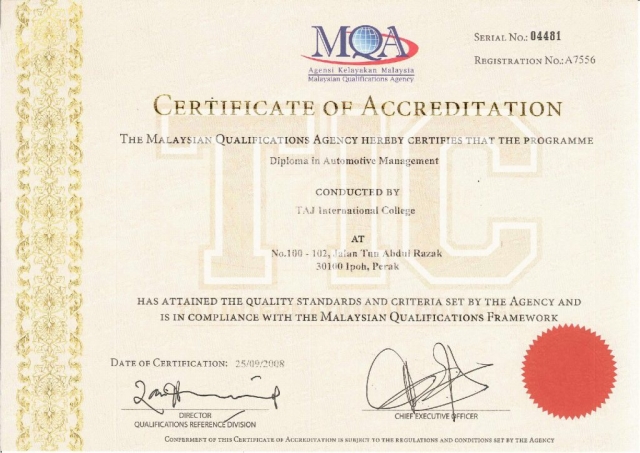 MQA
Agensi Kelayakan Malaysia
Malaysian Qualifications Agency
SERIAL NO.: 04481
REGISTRATION NO.: A7556
CERTIFICATE OF ACCREDITATION
THE MALAYSIAN QUALIFICATIONS AGENCY HEREBY CERTIFIES THAT THE PROGRAMME
Diploma in Automotive Management
CONDUCTED BY
TAJ International College
TIC
AT
No.100 - 102, Jalan Tun Abdul Razak
30100 Ipoh, Perak
HAS ATTAINED THE QUALITY STANDARDS AND CRITERIA SET BY THE AGENCY AND
IS IN COMPLIANCE WITH THE MALAYSIAN QUALIFICATIONS FRAMEWORK
DATE OF CERTIFICATION: 25/09/2008
DIRECTOR
QUALIFICATIONS REFERENCE DIVISION
CHIEF EXECUTIVE OFFICER
CONFERMENT OF THIS CERTIFICATE OF ACCREDITATION IS SUBJECT TO THE REGULATIONS AND CONDITIONS SET BY THE AGENCY